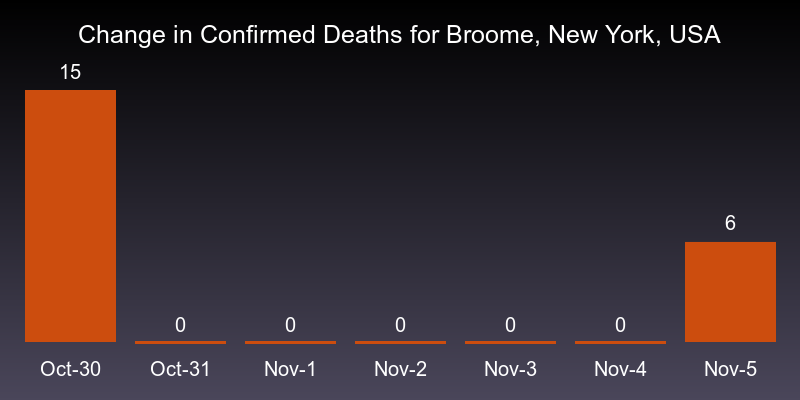 Change in Confirmed Deaths for Broome, New York, USA
15
6
0 0 0 0 0
Oct-30 Oct-31 Nov-1 Nov-2 Nov-3 Nov-4 Nov-5